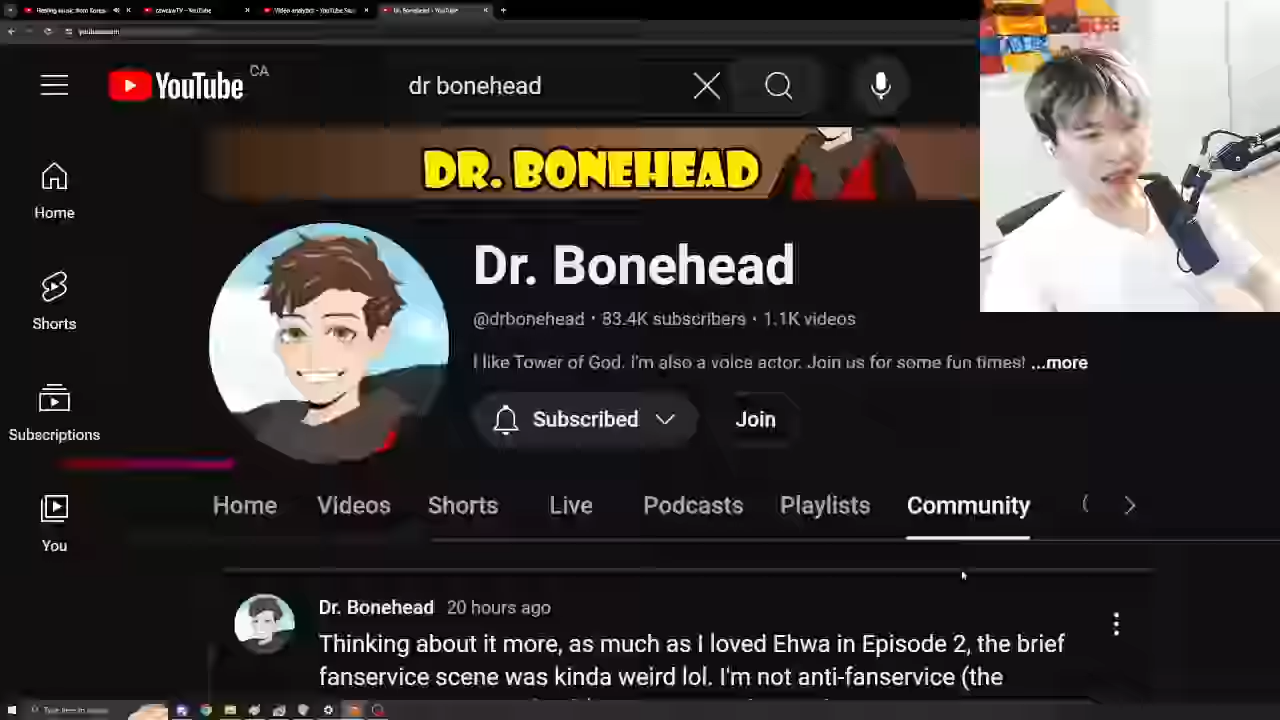 YouTube CA
dr bonehead
DR. BONEHEAD
Home
Shorts
Subscriptions
You
Dr. Bonehead
@drbonehead · 83.4K subscribers · 1.1K videos
I like Tower of God. I'm also a voice actor. Join us for some fun times! ...more
Subscribed
Join
Home Videos Shorts Live Podcasts Playlists Community
Dr. Bonehead 20 hours ago
Thinking about it more, as much as I loved Ehwa in Episode 2, the brief
fanservice scene was kinda weird lol. I'm not anti-fanservice (the